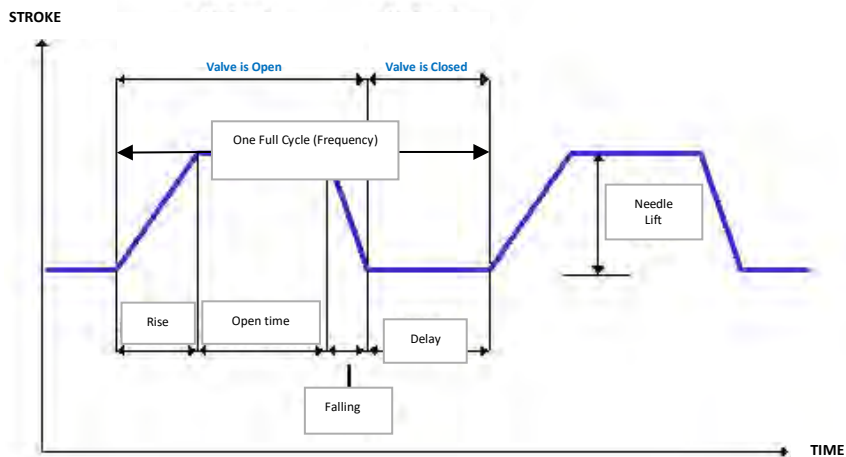 STROKE
Valve is Open
Valve is Closed
One Full Cycle (Frequency)
Needle
Lift
Rise
Open time
Delay
Falling
TIME